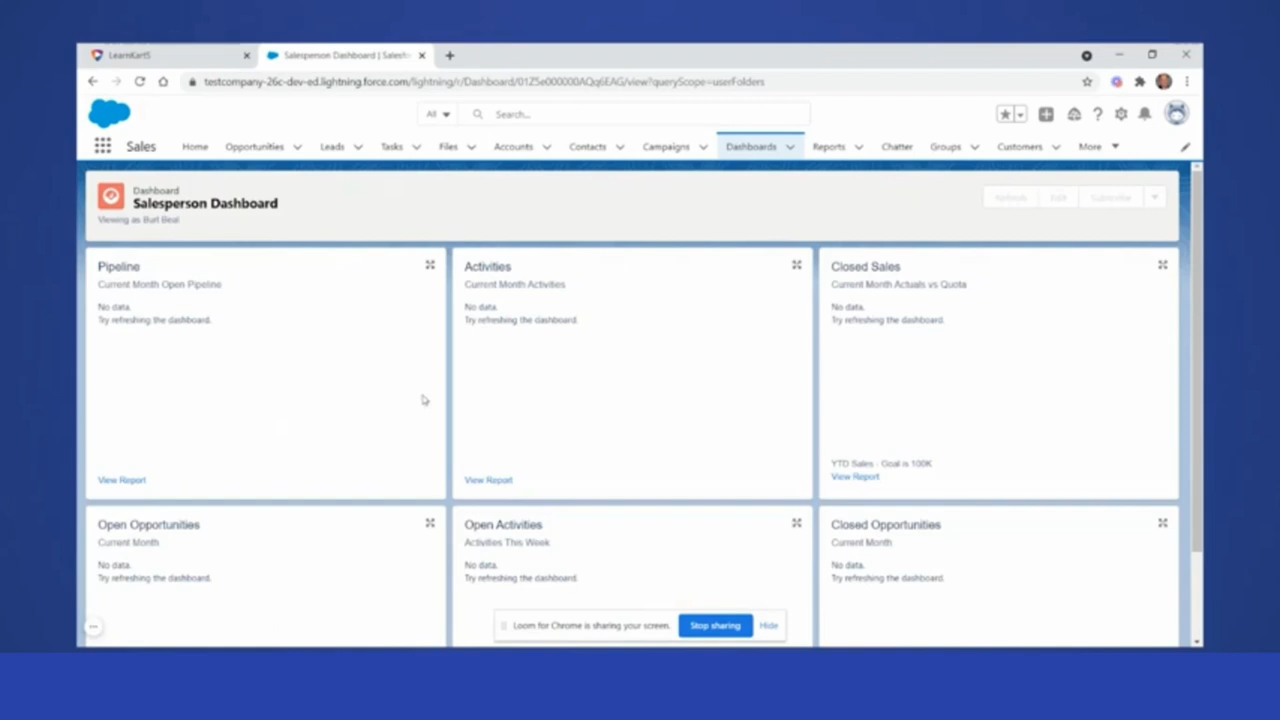 LearnKartS
Salesperson Dashboard | Salesfo
testcompany-26c-dev-ed.lightning.force.com/lightning/r/Dashboard/01Z5e000000AQq6EAG/view?queryScope=userFolders
All
Search...
Sales
Home
Opportunities
Leads
Tasks
Files
Accounts
Contacts
Campaigns
Dashboards
Reports
Chatter
Groups
Customers
More
Dashboard
Salesperson Dashboard
Viewing as Burt Beal
Refresh
Edit
Subscribe
Pipeline
Current Month Open Pipeline
No data.
Try refreshing the dashboard.
View Report
Activities
Current Month Activities
No data.
Try refreshing the dashboard.
View Report
Closed Sales
Current Month Actuals vs Quota
No data.
Try refreshing the dashboard.
YTD Sales - Goal is 100K
View Report
Open Opportunities
Current Month
No data.
Try refreshing the dashboard.
Open Activities
Activities This Week
No data.
Try refreshing the dashboard.
Closed Opportunities
Current Month
No data.
Try refreshing the dashboard.
Loom for Chrome is sharing your screen.
Stop sharing
Hide